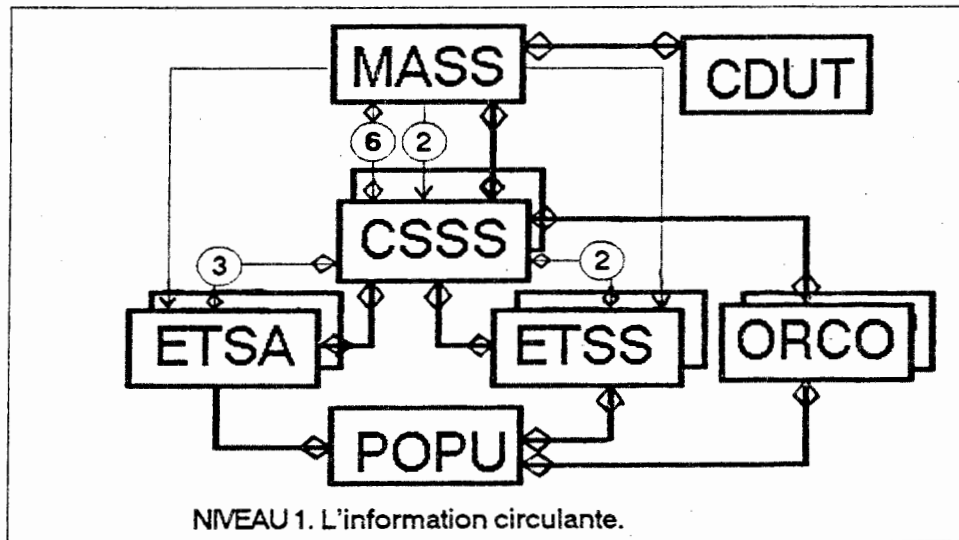 MASS
CDUT
6
2
CSSS
3
2
ETSA
ETSS
ORCO
POPU
NIVEAU 1. L'information circulante.